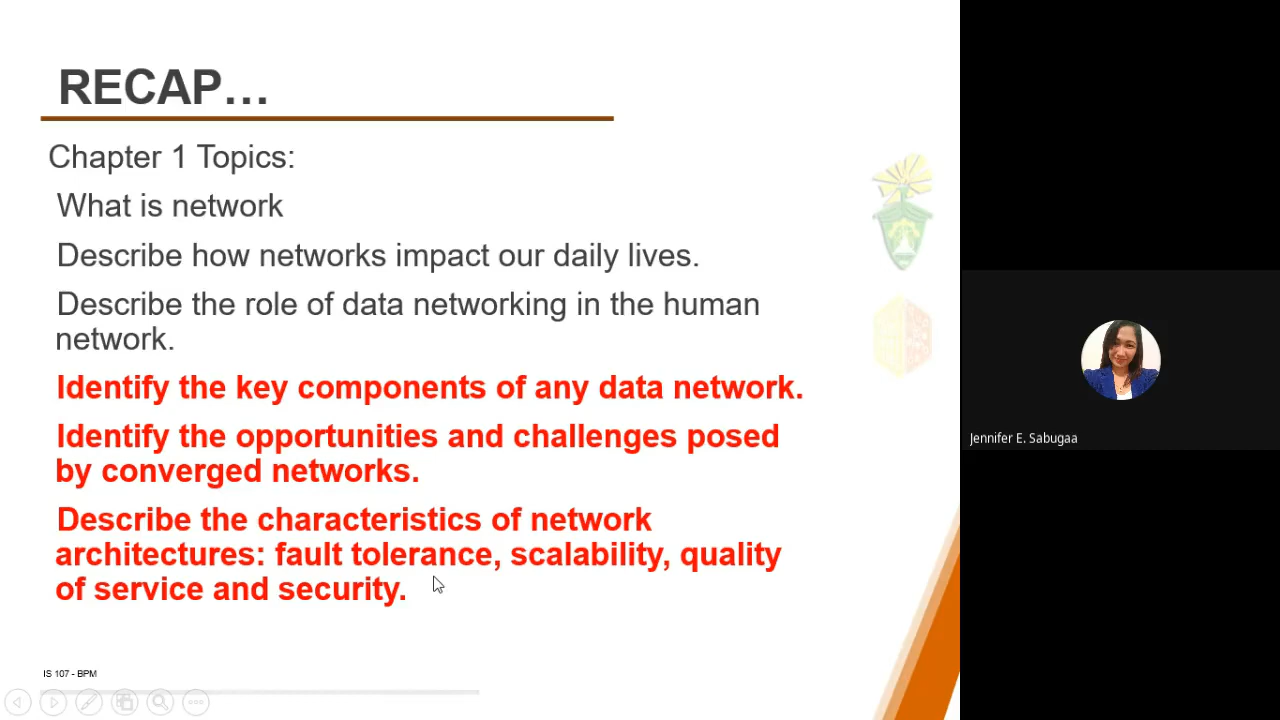 RECAP…
Chapter 1 Topics:
What is network
Describe how networks impact our daily lives.
Describe the role of data networking in the human
network.
Identify the key components of any data network.
Identify the opportunities and challenges posed
by converged networks.
Describe the characteristics of network
architectures: fault tolerance, scalability, quality
of service and security.
Jennifer E. Sabugaa
IS 107 - BPM